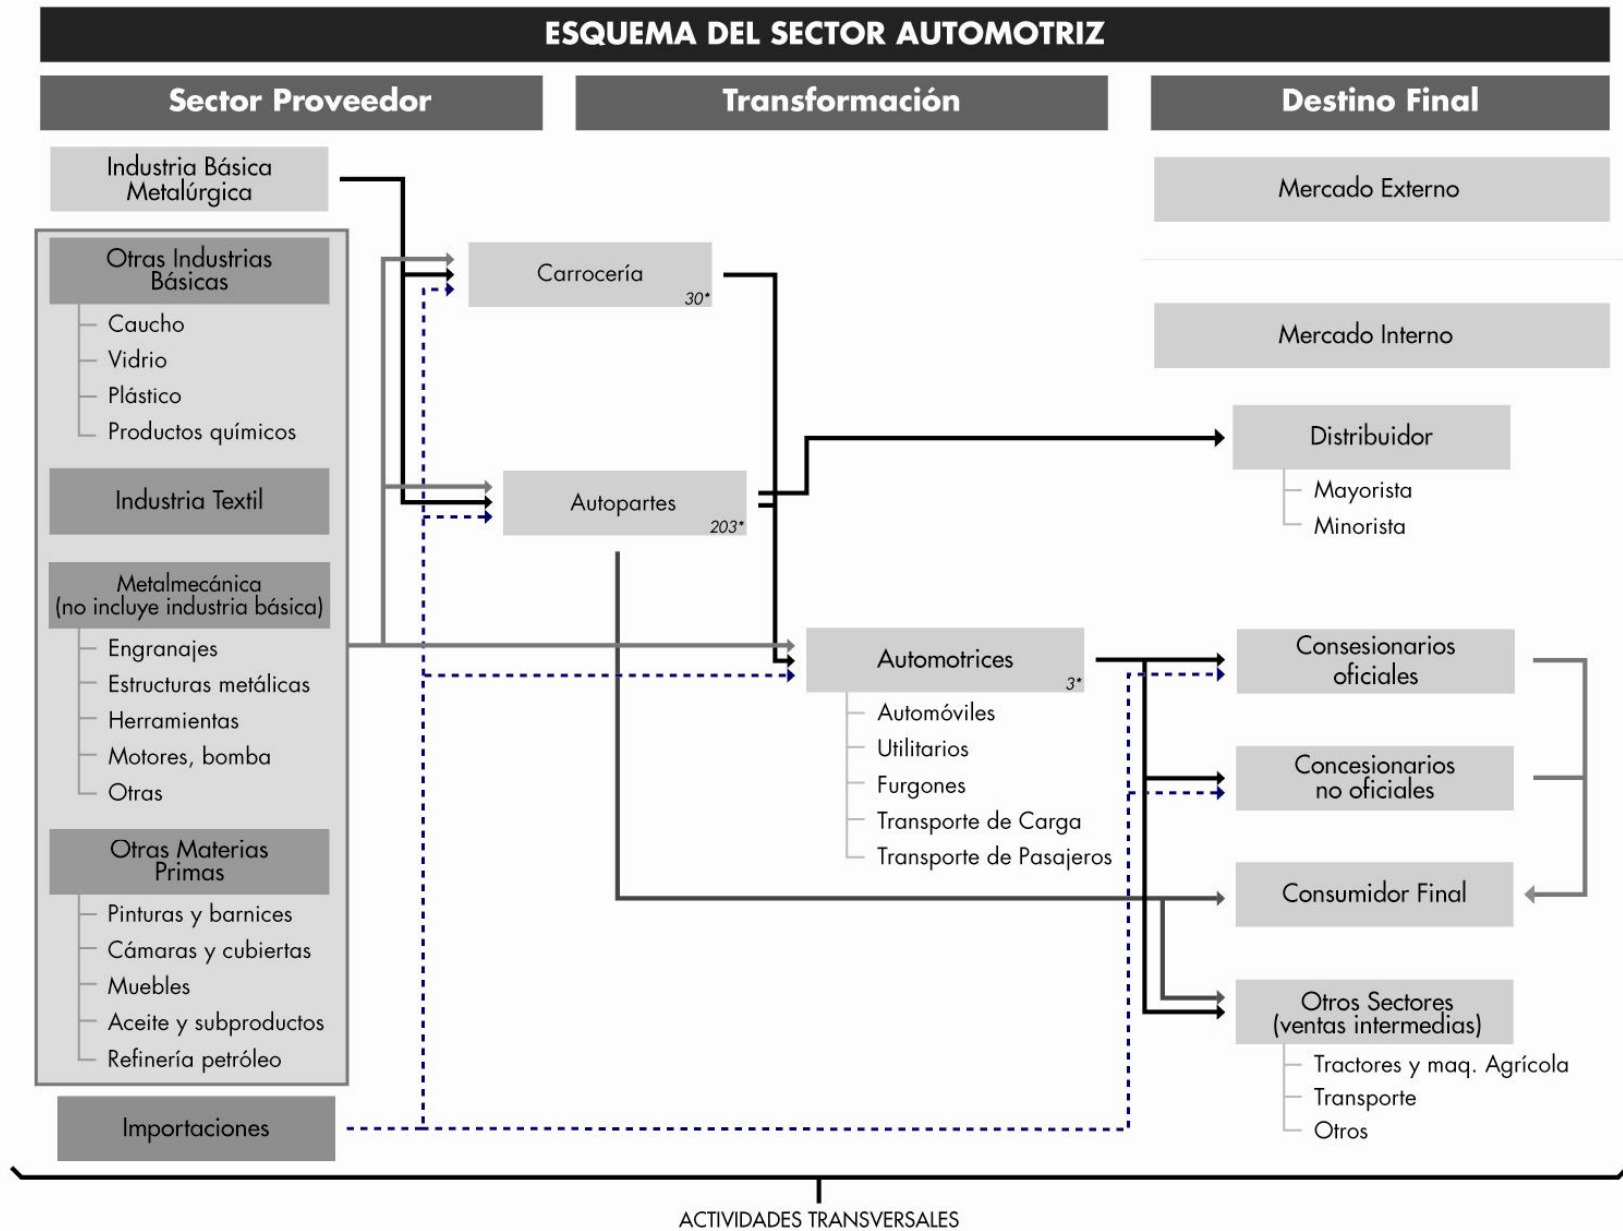 ESQUEMA DEL SECTOR AUTOMOTRIZ
Sector Proveedor
Transformación
Destino Final
Industria Básica
Metalúrgica
Otras Industrias
Básicas
Caucho
Vidrio
Plástico
Productos químicos
Industria Textil
Metalmecánica
(no incluye industria básica)
Engranajes
Estructuras metálicas
Herramientas
Motores, bomba
Otras
Otras Materias
Primas
Pinturas y barnices
Cámaras y cubiertas
Muebles
Aceite y subproductos
Refinería petróleo
Importaciones
Carrocería
30*
Autopartes
203*
Automotrices
3*
Automóviles
Utilitarios
Furgones
Transporte de Carga
Transporte de Pasajeros
Mercado Externo
Mercado Interno
Distribuidor
Mayorista
Minorista
Consesionarios
oficiales
Concesionarios
no oficiales
Consumidor Final
Otros Sectores
(ventas intermedias)
Tractores y maq. Agrícola
Transporte
Otros
ACTIVIDADES TRANSVERSALES